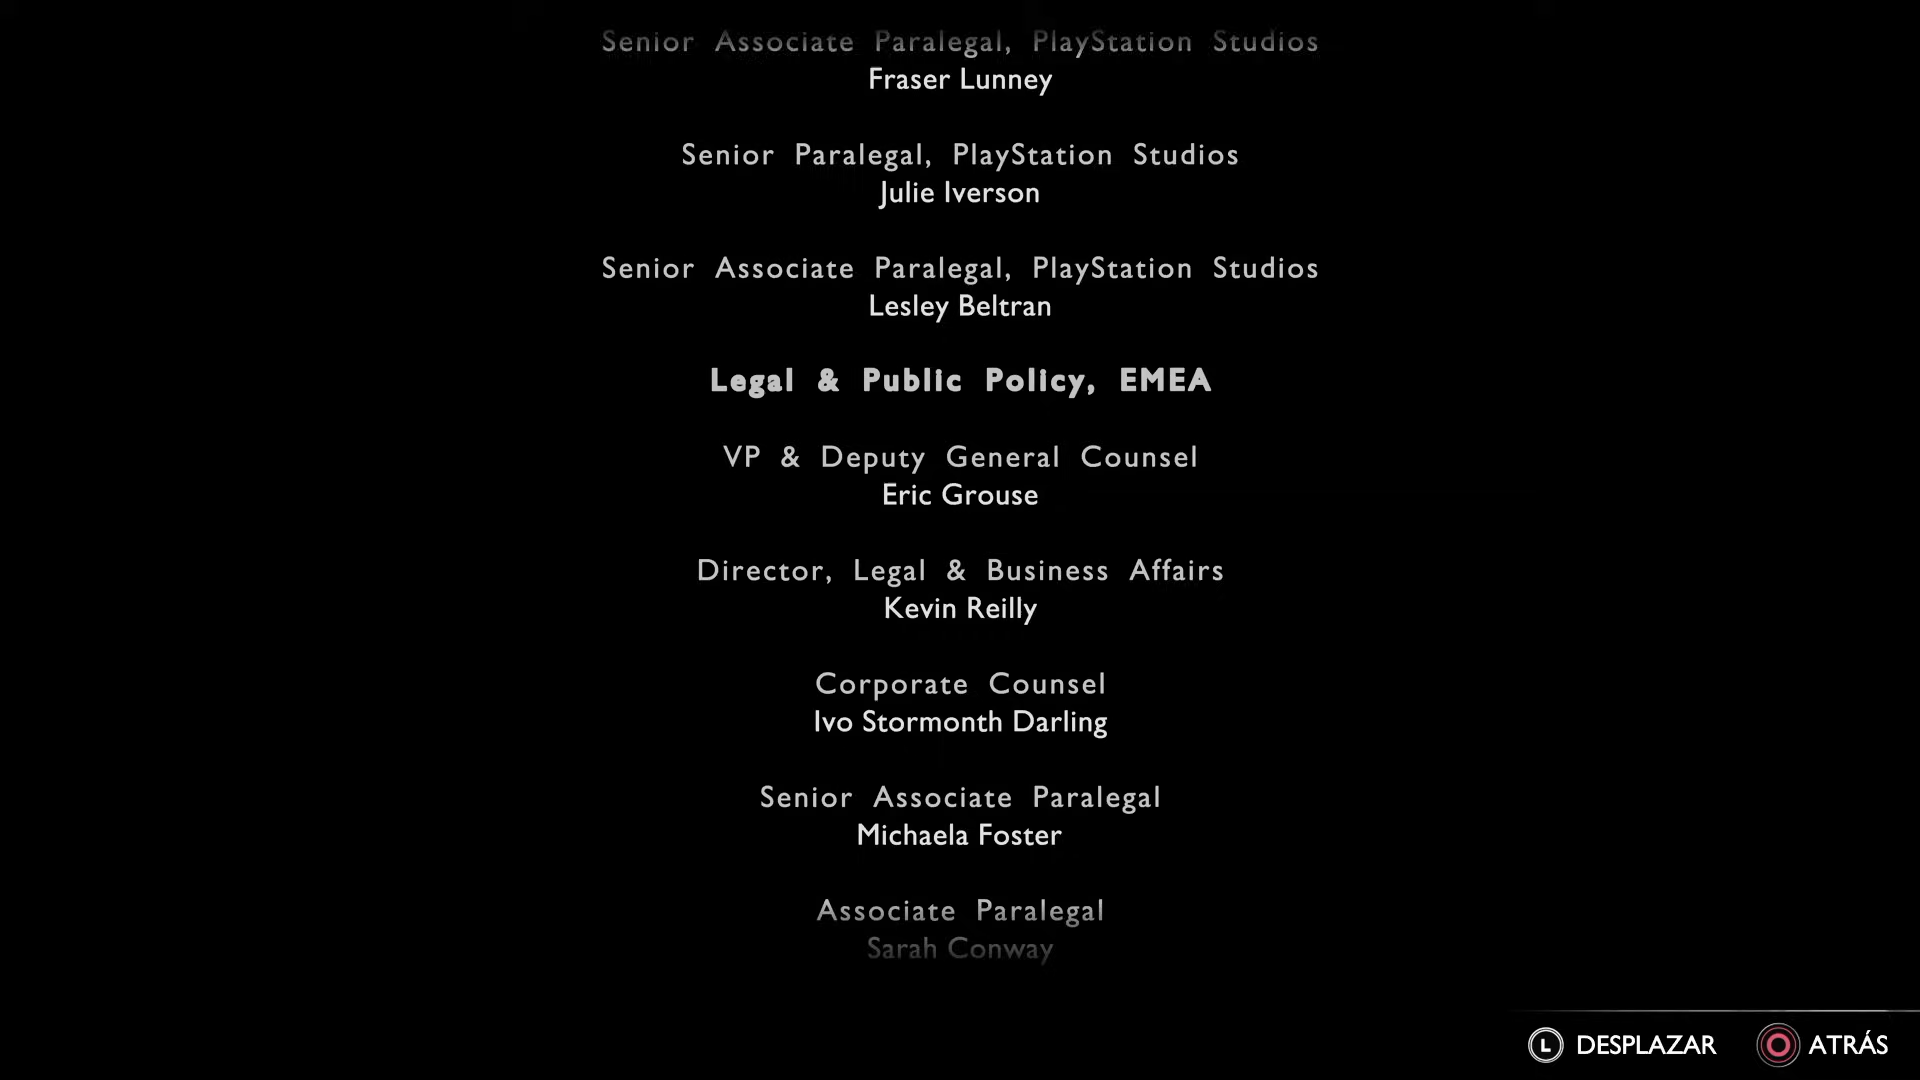 Senior Associate Paralegal, PlayStation Studios
Fraser Lunney
Senior Paralegal, PlayStation Studios
Julie Iverson
Senior Associate Paralegal, PlayStation Studios
Lesley Beltran
Legal & Public Policy, EMEA
VP & Deputy General Counsel
Eric Grouse
Director, Legal & Business Affairs
Kevin Reilly
Corporate Counsel
Ivo Stormonth Darling
Senior Associate Paralegal
Michaela Foster
Associate Paralegal
Sarah Conway
L DESPLAZAR ATRÁS